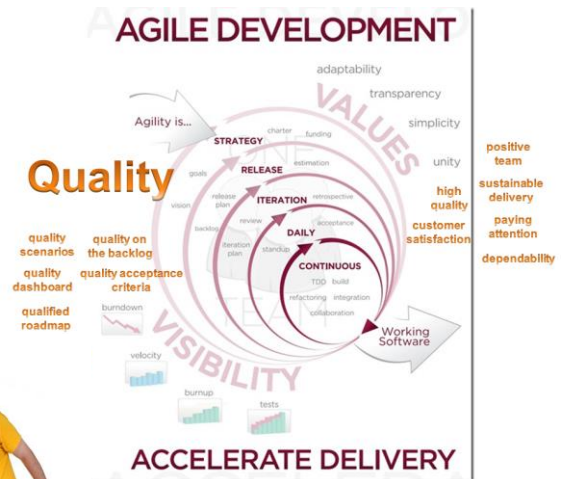 AGILE DEVELOPMENT
adaptability
transparency
simplicity
unity
VALUES
Agility is...
STRATEGY
charter
funding
ONE
TEAM
goals
vision
RELEASE
estimation
release
plan
backlog
ITERATION
retrospective
review
iteration
plan
DAILY
acceptance
standup
CONTINUOUS
TDD build
refactoring integration
collaboration
Working
Software
VISIBILITY
burndown
velocity
burnup
tests
Quality
quality
scenarios
quality on
the backlog
quality
dashboard
quality acceptance
criteria
qualified
roadmap
high
quality
customer
satisfaction
positive
team
sustainable
delivery
paying
attention
dependability
ACCELERATE DELIVERY